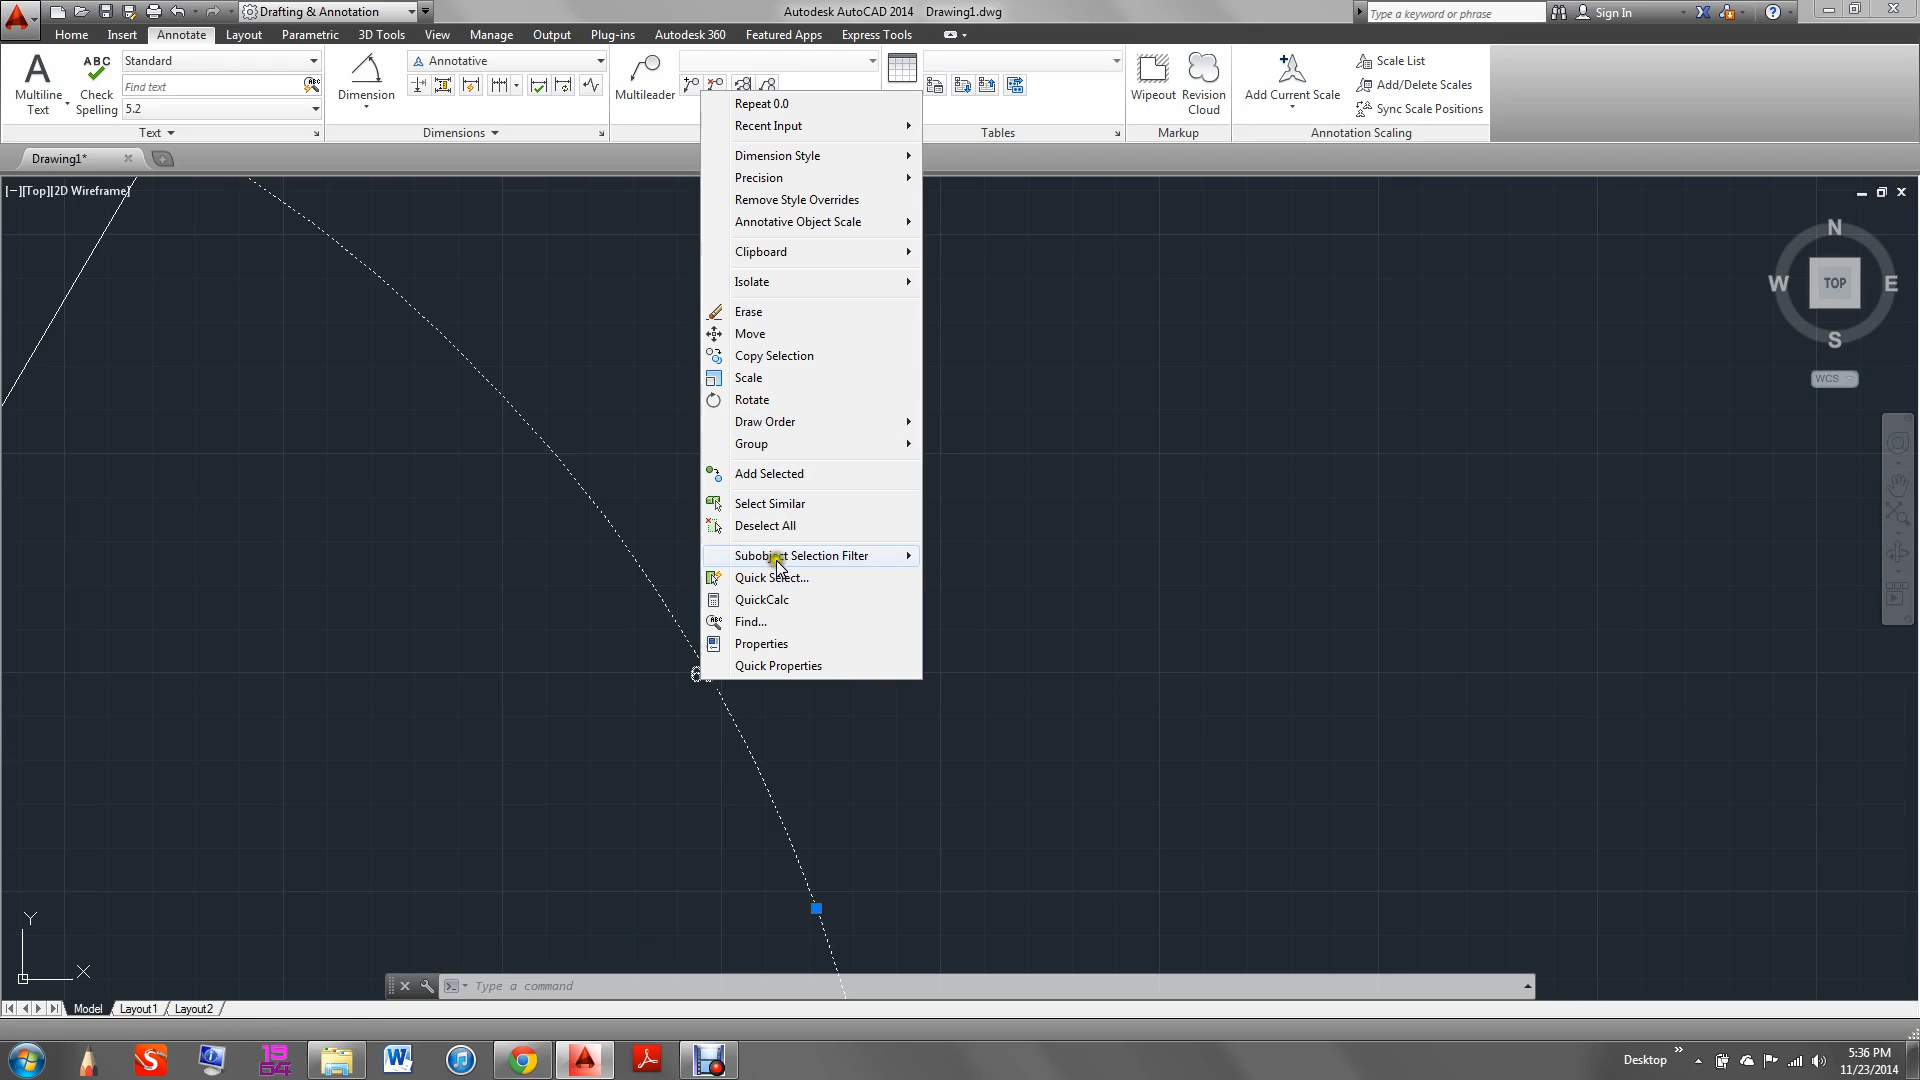 Drafting & Annotation
Autodesk AutoCAD 2014 Drawing1.dwg
Type a keyword or phrase
Sign In
Home Insert Annotate Layout Parametric 3D Tools View Manage Output Plug-ins Autodesk 360 Featured Apps Express Tools
A Multiline Text
ABC Check Spelling
Standard
Find text
5.2
Dimension
Annotative
Multileader
Wipeout
Revision Cloud
Add Current Scale
Scale List
Add/Delete Scales
Sync Scale Positions
Text Dimensions Tables Markup Annotation Scaling
Drawing1*
[−][Top][2D Wireframe]
Repeat 0.0
Recent Input
Dimension Style
Precision
Remove Style Overrides
Annotative Object Scale
Clipboard
Isolate
Erase
Move
Copy Selection
Scale
Rotate
Draw Order
Group
Add Selected
Select Similar
Deselect All
Subobject Selection Filter
Quick Select...
QuickCalc
Find...
Properties
Quick Properties
N
W TOP E
S
WCS
Y
X
Type a command
Model Layout1 Layout2
Desktop
5:36 PM
11/23/2014